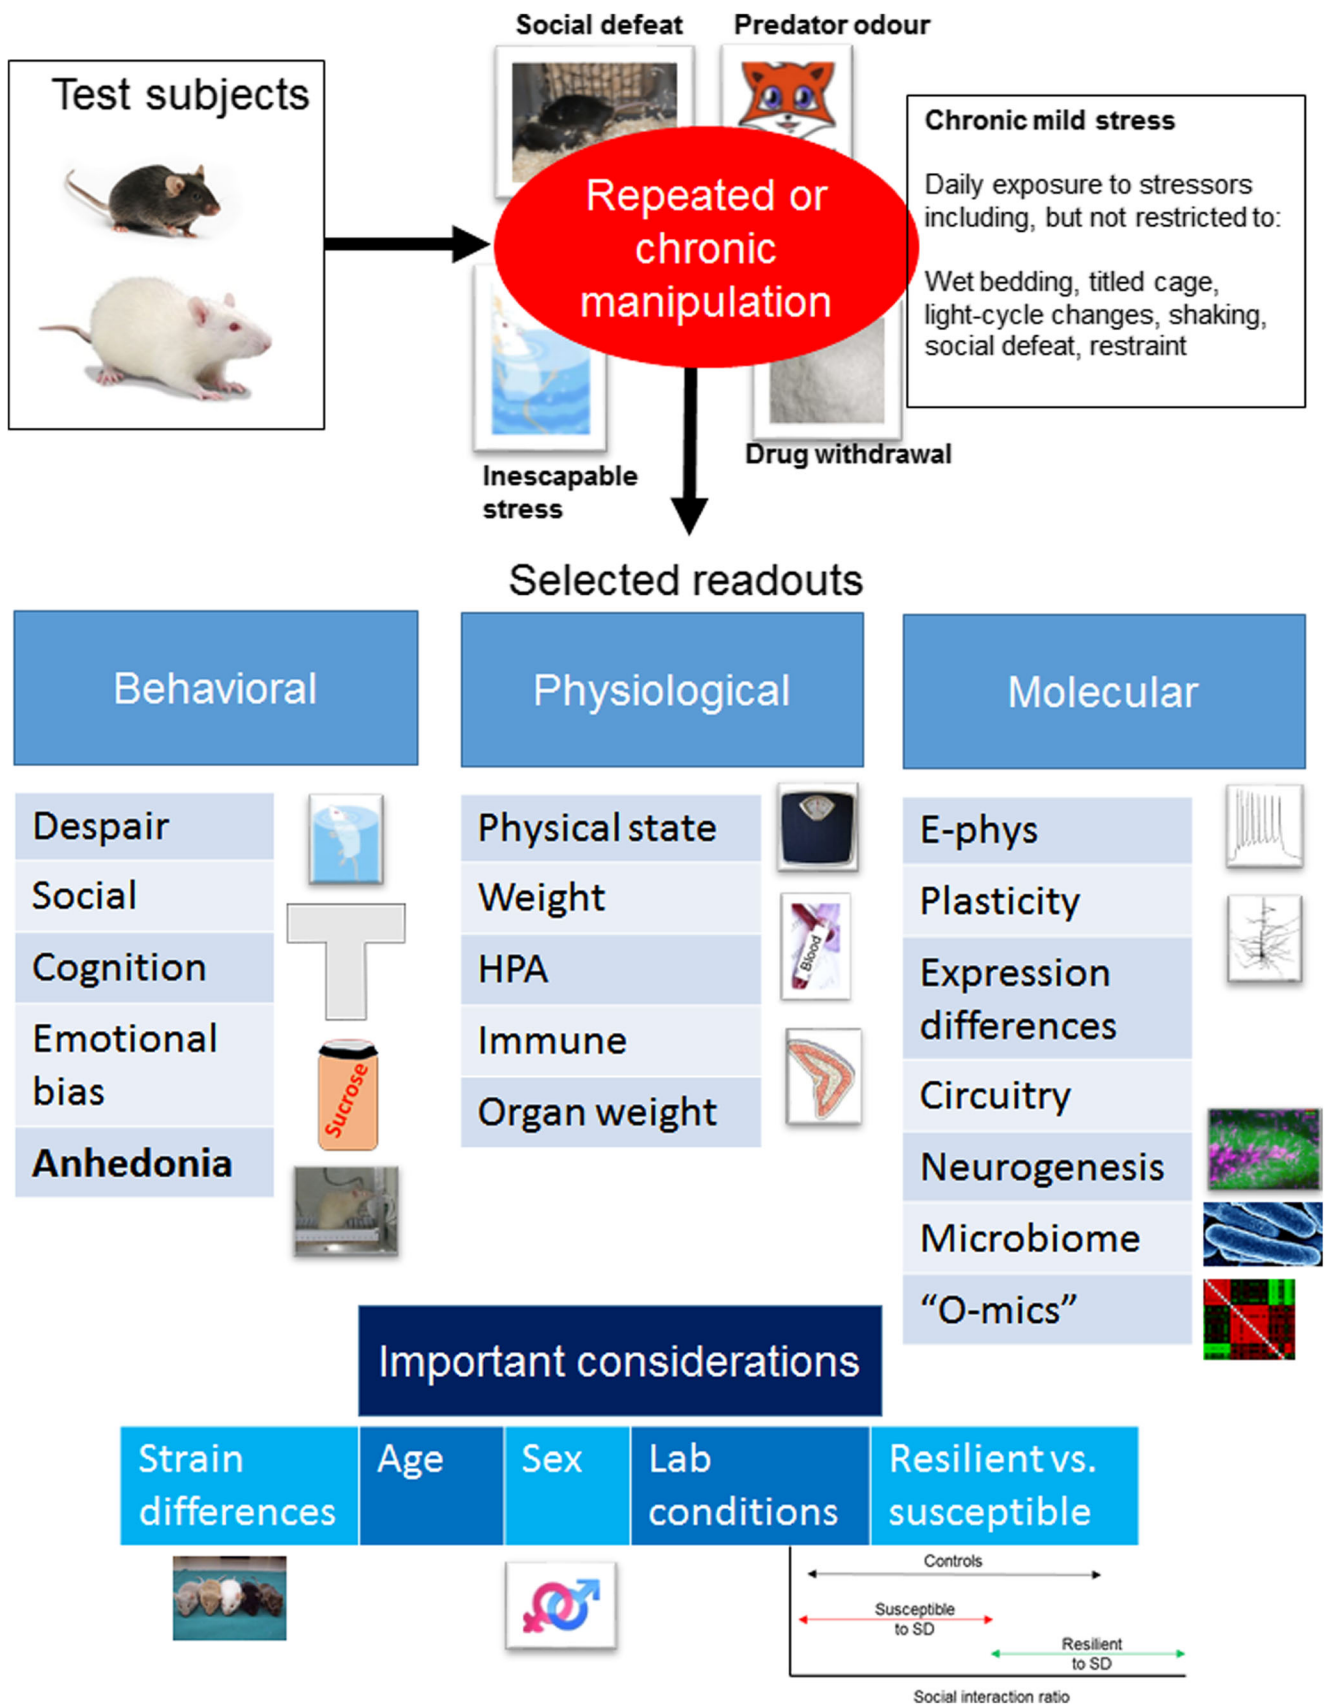 Social defeat
Predator odour
Test subjects
Repeated or
chronic
manipulation
Chronic mild stress
Daily exposure to stressors
including, but not restricted to:
Wet bedding, titled cage,
light-cycle changes, shaking,
social defeat, restraint
Inescapable
stress
Drug withdrawal
Selected readouts
Behavioral
Despair
Social
Cognition
Emotional
bias
Anhedonia
Sucrose
Physiological
Physical state
Weight
HPA
Immune
Organ weight
Blood
Molecular
E-phys
Plasticity
Expression
differences
Circuitry
Neurogenesis
Microbiome
“O-mics”
Important considerations
Strain
differences
Age
Sex
Lab
conditions
Resilient vs.
susceptible
Controls
Susceptible
to SD
Resilient
to SD
Social interaction ratio